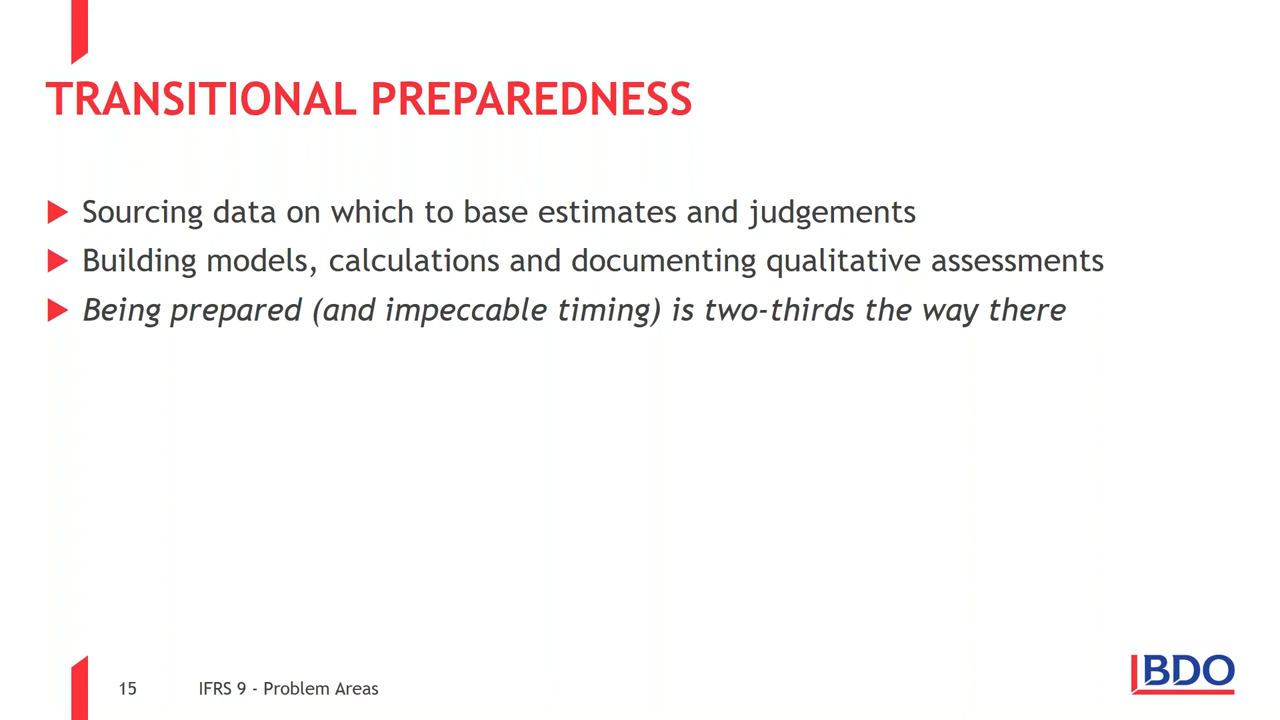 TRANSITIONAL PREPAREDNESS
Sourcing data on which to base estimates and judgements
Building models, calculations and documenting qualitative assessments
Being prepared (and impeccable timing) is two-thirds the way there
15 IFRS 9 - Problem Areas
BDO